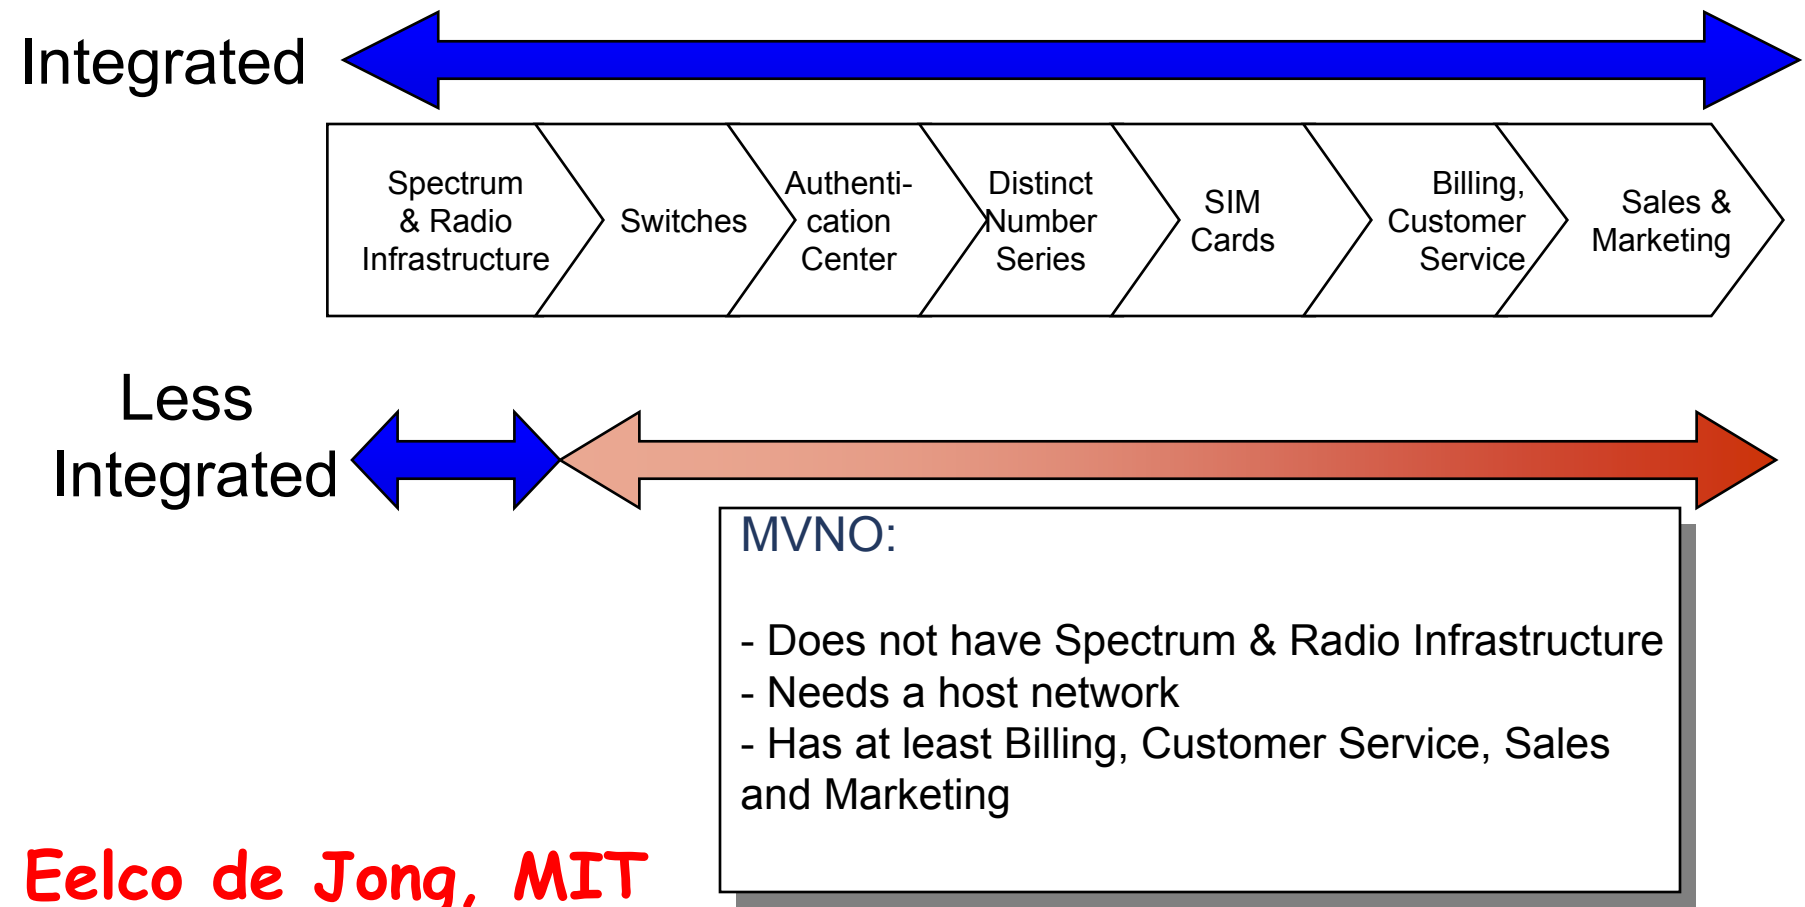 Integrated
Spectrum
& Radio
Infrastructure
Switches
Authenti-
cation
Center
Distinct
Number
Series
SIM
Cards
Billing,
Customer
Service
Sales &
Marketing
Less
Integrated
MVNO:
- Does not have Spectrum & Radio Infrastructure
- Needs a host network
- Has at least Billing, Customer Service, Sales
and Marketing
Eelco de Jong, MIT